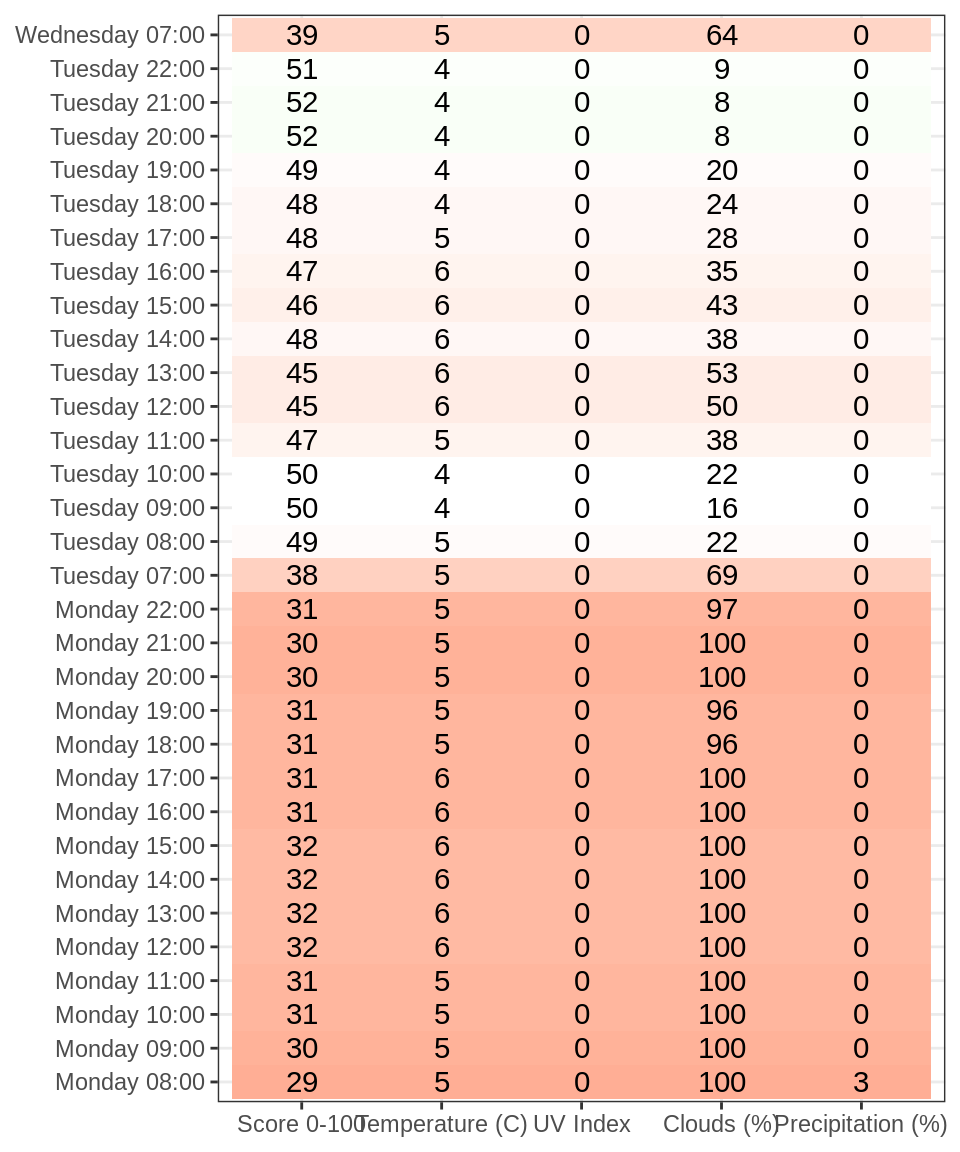 Wednesday 07:00 39 5 0 64 0
Tuesday 22:00 51 4 0 9 0
Tuesday 21:00 52 4 0 8 0
Tuesday 20:00 52 4 0 8 0
Tuesday 19:00 49 4 0 20 0
Tuesday 18:00 48 4 0 24 0
Tuesday 17:00 48 5 0 28 0
Tuesday 16:00 47 6 0 35 0
Tuesday 15:00 46 6 0 43 0
Tuesday 14:00 48 6 0 38 0
Tuesday 13:00 45 6 0 53 0
Tuesday 12:00 45 6 0 50 0
Tuesday 11:00 47 5 0 38 0
Tuesday 10:00 50 4 0 22 0
Tuesday 09:00 50 4 0 16 0
Tuesday 08:00 49 5 0 22 0
Tuesday 07:00 38 5 0 69 0
Monday 22:00 31 5 0 97 0
Monday 21:00 30 5 0 100 0
Monday 20:00 30 5 0 100 0
Monday 19:00 31 5 0 96 0
Monday 18:00 31 5 0 96 0
Monday 17:00 31 6 0 100 0
Monday 16:00 31 6 0 100 0
Monday 15:00 32 6 0 100 0
Monday 14:00 32 6 0 100 0
Monday 13:00 32 6 0 100 0
Monday 12:00 32 6 0 100 0
Monday 11:00 31 5 0 100 0
Monday 10:00 31 5 0 100 0
Monday 09:00 30 5 0 100 0
Monday 08:00 29 5 0 100 3
Score 0-100 Temperature (C) UV Index Clouds (%) Precipitation (%)